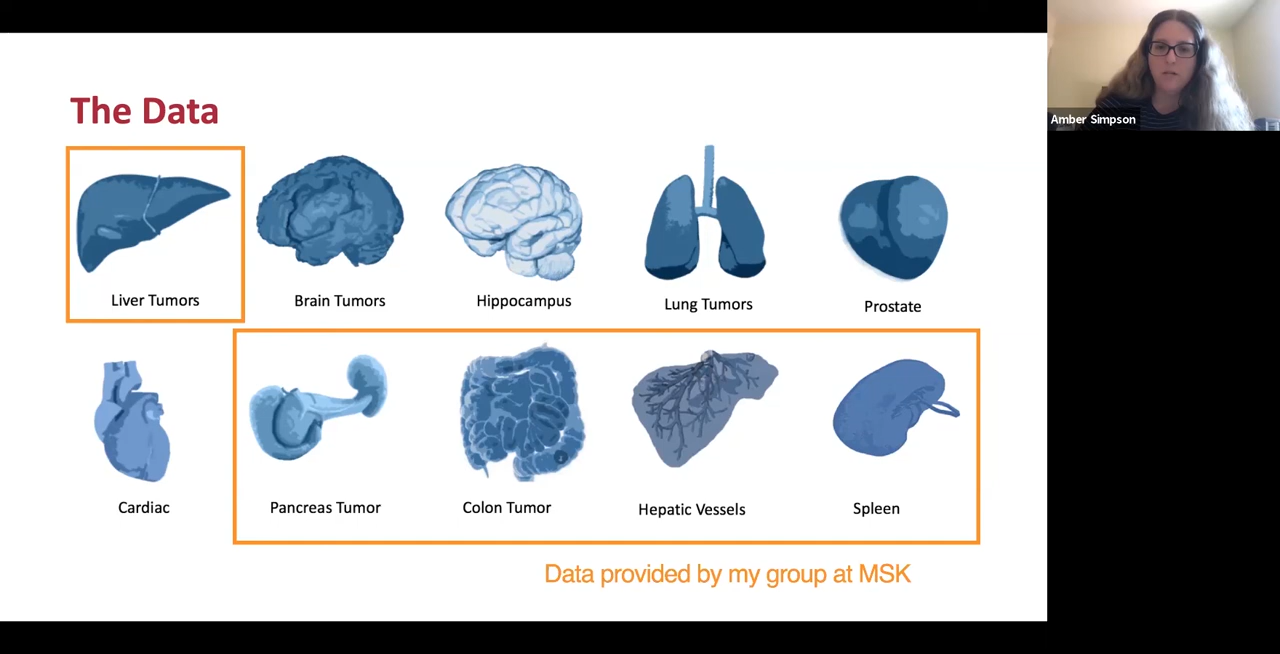 The Data
Amber Simpson
Liver Tumors
Brain Tumors
Hippocampus
Lung Tumors
Prostate
Cardiac
Pancreas Tumor
Colon Tumor
Hepatic Vessels
Spleen
Data provided by my group at MSK